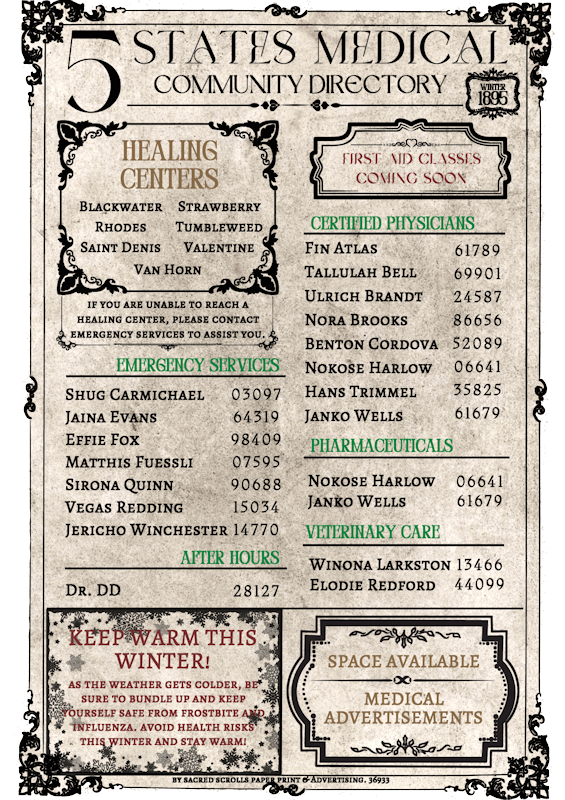 5 STATES MEDICAL
COMMUNITY DIRECTORY
WINTER
1895
HEALING
CENTERS
BLACKWATER STRAWBERRY
RHODES TUMBLEWEED
SAINT DENIS VALENTINE
VAN HORN
IF YOU ARE UNABLE TO REACH A
HEALING CENTER, PLEASE CONTACT
EMERGENCY SERVICES TO ASSIST YOU.
EMERGENCY SERVICES
SHUG CARMICHAEL 03097
JAINA EVANS 64319
EFFIE FOX 98409
MATTHIS FUESSLI 07595
SIRONA QUINN 90688
VEGAS REDDING 15034
JERICHO WINCHESTER 14770
AFTER HOURS
DR. DD 28127
FIRST AID CLASSES
COMING SOON
CERTIFIED PHYSICIANS
FIN ATLAS 61789
TALLULAH BELL 69901
ULRICH BRANDT 24587
NORA BROOKS 86656
BENTON CORDOVA 52089
NOKOSE HARLOW 06641
HANS TRIMMEL 35825
JANKO WELLS 61679
PHARMACEUTICALS
NOKOSE HARLOW 06641
JANKO WELLS 61679
VETERINARY CARE
WINONA LARKSTON 13466
ELODIE REDFORD 44099
KEEP WARM THIS
WINTER!
AS THE WEATHER GETS COLDER, BE
SURE TO BUNDLE UP AND KEEP
YOURSELF SAFE FROM FROSTBITE AND
INFLUENZA. AVOID HEALTH RISKS
THIS WINTER AND STAY WARM!
SPACE AVAILABLE
MEDICAL
ADVERTISEMENTS
BY SACRED SCROLLS PAPER PRINT & ADVERTISING. 36933